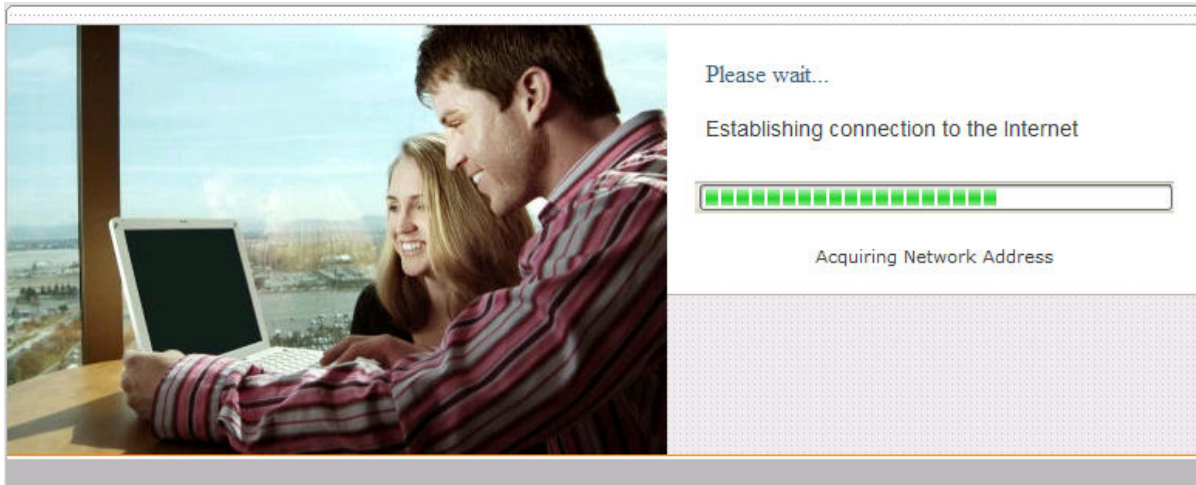 Please wait...
Establishing connection to the Internet
Acquiring Network Address